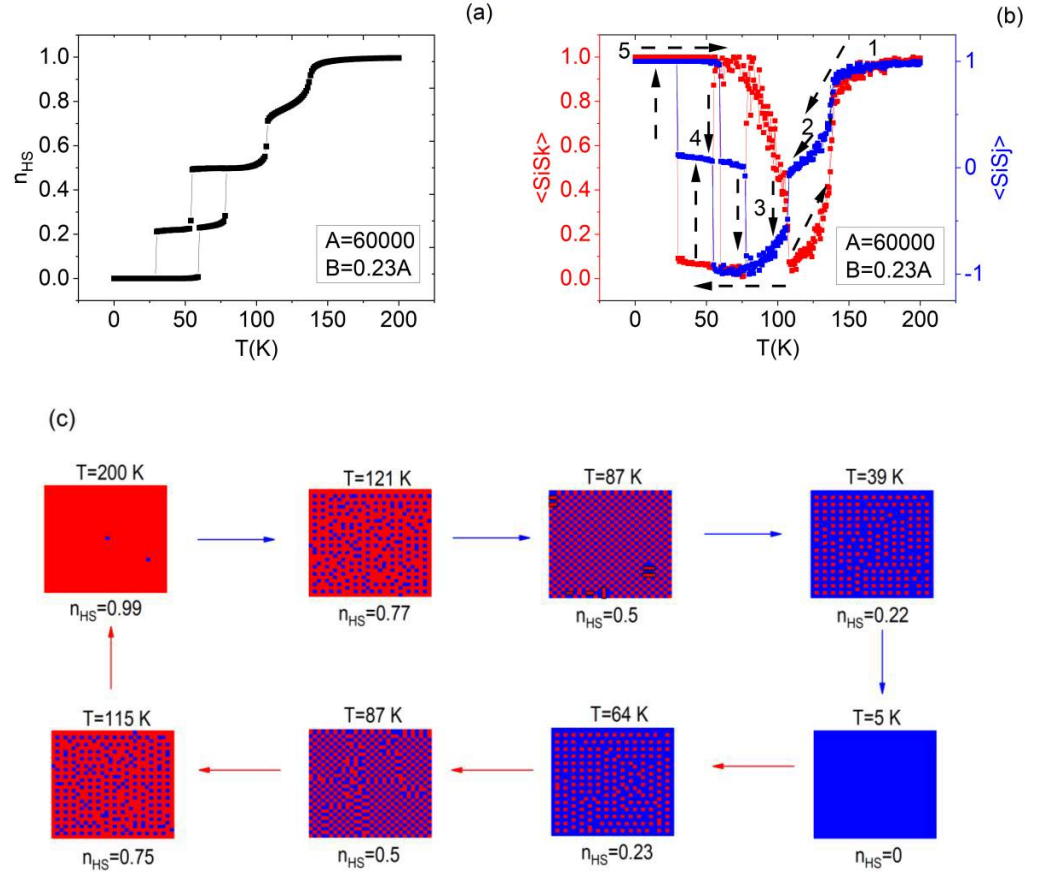 (a)
1.0
0.8
0.6
0.4
0.2
0.0
nHS
A=60000
B=0.23A
0 50 100 150 200
T(K)
(b)
1.0
0.8
0.6
0.4
0.2
0.0
<SiSk>
5
1
2
4
3
1
0
-1
<SiSj>
A=60000
B=0.23A
0 50 100 150 200
T(K)
(c)
T=200 K
T=121 K
T=87 K
T=39 K
nHS=0.99
nHS=0.77
nHS=0.5
nHS=0.22
T=115 K
T=87 K
T=64 K
T=5 K
nHS=0.75
nHS=0.5
nHS=0.23
nHS=0